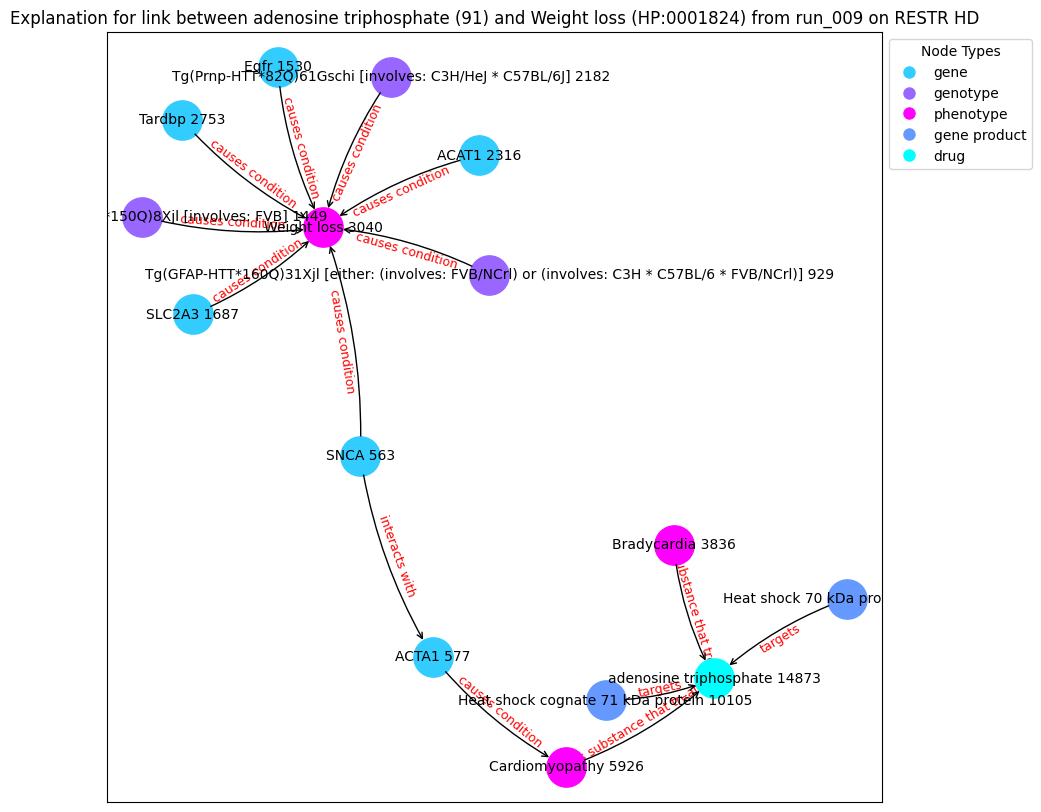 Explanation for link between adenosine triphosphate (91) and Weight loss (HP:0001824) from run_009 on RESTR HD
Node Types
gene
genotype
phenotype
gene product
drug
Egfr 1530
Tg(Prnp-HTT*82Q)61Gschi [involves: C3H/HeJ * C57BL/6J] 2182
Tardbp 2753
causes condition
causes condition
causes condition
ACAT1 2316
causes condition
*150Q)8Xjl [involves: FVB] 1449
causes condition
Weight loss 3040
causes condition
causes condition
Tg(GFAP-HTT*160Q)31Xjl [either: (involves: FVB/NCrl) or (involves: C3H * C57BL/6 * FVB/NCrl)] 929
SLC2A3 1687
causes condition
SNCA 563
interacts with
Bradycardia 3836
substance that tr
Heat shock 70 kDa pro
targets
ACTA1 577
adenosine triphosphate 14873
targets
Heat shock cognate 71 kDa protein 10105
causes condition
substance that
Cardiomyopathy 5926